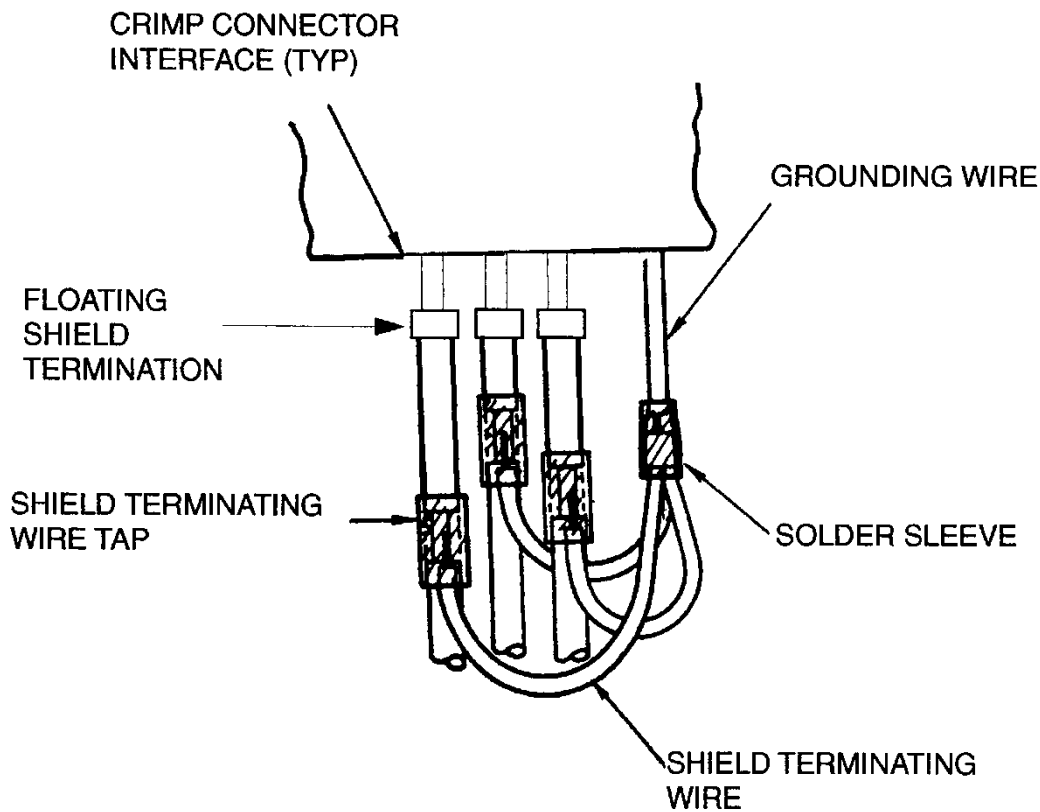 CRIMP CONNECTOR
INTERFACE (TYP)
GROUNDING WIRE
FLOATING
SHIELD
TERMINATION
SHIELD TERMINATING
WIRE TAP
SOLDER SLEEVE
SHIELD TERMINATING
WIRE